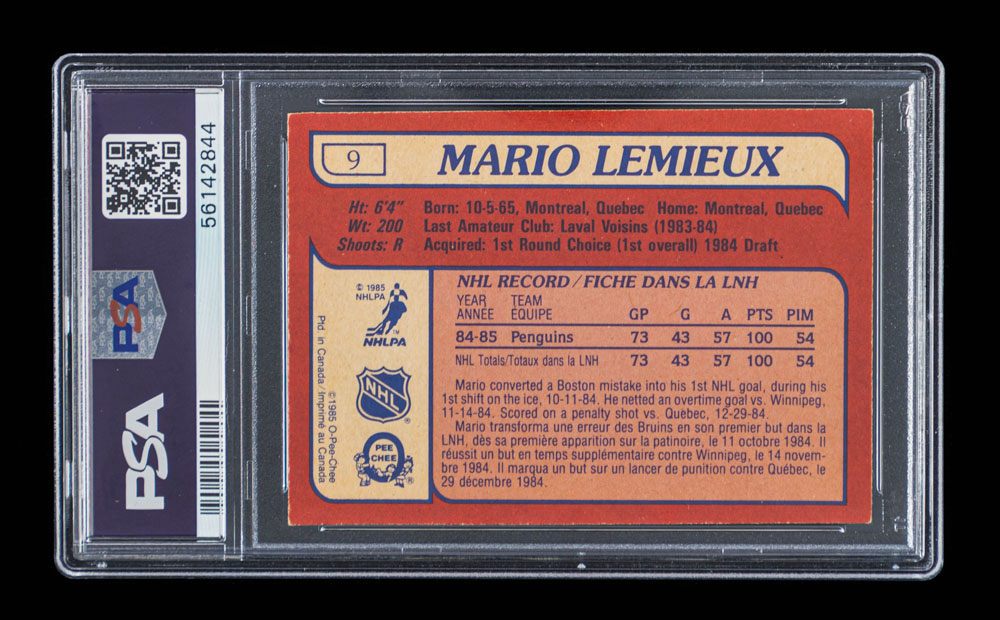 PSA
PSA
56142844
9
MARIO LEMIEUX
Ht: 6'4" Born: 10-5-65, Montreal, Quebec Home: Montreal, Quebec
Wt: 200 Last Amateur Club: Laval Voisins (1983-84)
Shoots: R Acquired: 1st Round Choice (1st overall) 1984 Draft
© 1985
NHLPA
TM
NHLPA
NHL
®
O
PEE
CHEE
®
© 1985 O-Pee-Chee
Ptd. in Canada/Imprimé au Canada
NHL RECORD/FICHE DANS LA LNH
YEAR TEAM
ANNÉE ÉQUIPE GP G A PTS PIM
84-85 Penguins 73 43 57 100 54
NHL Totals/Totaux dans la LNH 73 43 57 100 54
Mario converted a Boston mistake into his 1st NHL goal, during his
1st shift on the ice, 10-11-84. He netted an overtime goal vs. Winnipeg,
11-14-84. Scored on a penalty shot vs. Quebec, 12-29-84.
Mario transforma une erreur des Bruins en son premier but dans la
LNH, dès sa première apparition sur la patinoire, le 11 octobre 1984. Il
réussit un but en temps supplémentaire contre Winnipeg, le 14 novem-
bre 1984. Il marqua un but sur un lancer de punition contre Québec, le
29 décembre 1984.